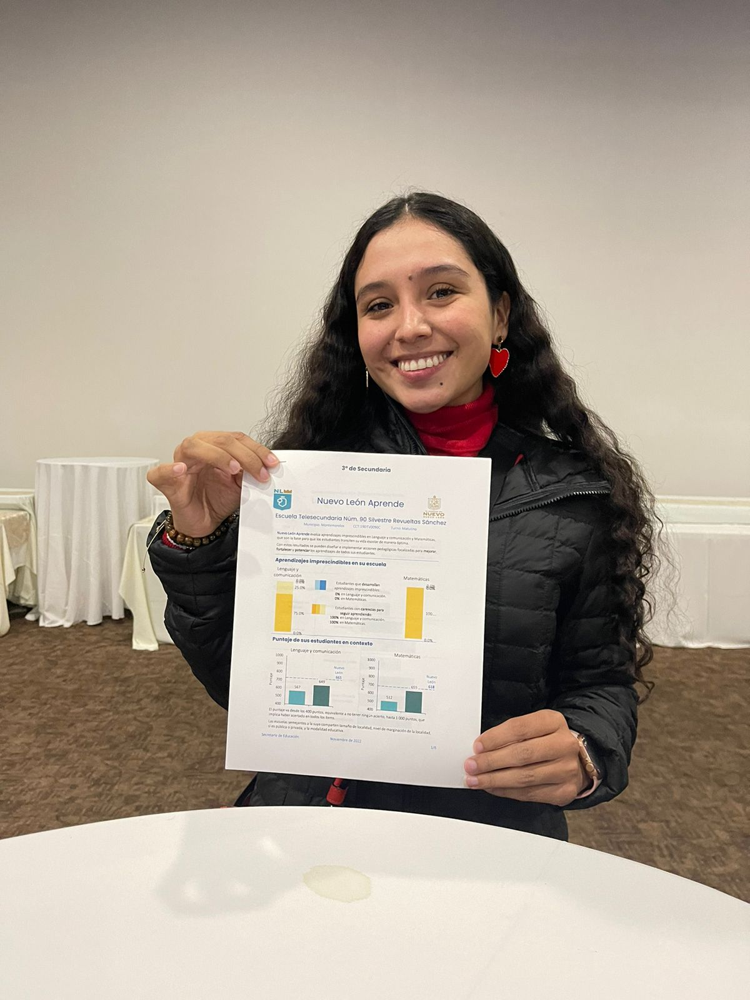 3° de Secundaria
NL
Nuevo León Aprende
NUEVO
Escuela Telesecundaria Núm. 90 Silvestre Revueltas Sánchez
Municipio: Montemorelos CCT:19DTV0090C Turno: Matutino
Nuevo León Aprende evalúa aprendizajes imprescindibles en Lenguaje y comunicación y Matemáticas,
que son la base para que los estudiantes transiten su vida escolar de manera óptima.
Con estos resultados se pueden diseñar e implementar acciones pedagógicas focalizadas para mejorar,
fortalecer y potenciar los aprendizajes de todos sus estudiantes.
Aprendizajes imprescindibles en su escuela
Lenguaje y
comunicación
0.0%
25.0%
75.0%
0.0%
Estudiantes que desarrollan
aprendizajes imprescindibles:
0% en Lenguaje y comunicación.
0% en Matemáticas.
Estudiantes con carencias para
seguir aprendiendo:
100% en Lenguaje y comunicación.
100% en Matemáticas.
Matemáticas
0.0%
100...
0.0%
Puntaje de sus estudiantes en contexto
Lenguaje y comunicación
Puntaje
1000
900
800
700
600
500
400
567
649
Nuevo
León
661
Matemáticas
Puntaje
1000
900
800
700
600
500
400
512
655
Nuevo
León
618
El puntaje va desde los 400 puntos, equivalente a no tener ningún acierto, hasta 1 000 puntos, que
implica haber acertado en todos los ítems.
Las escuelas semejantes a la suya comparten tamaño de localidad, nivel de marginación de la localidad,
si es pública o privada, y la modalidad educativa.
Secretaría de Educación Noviembre de 2022 1/6